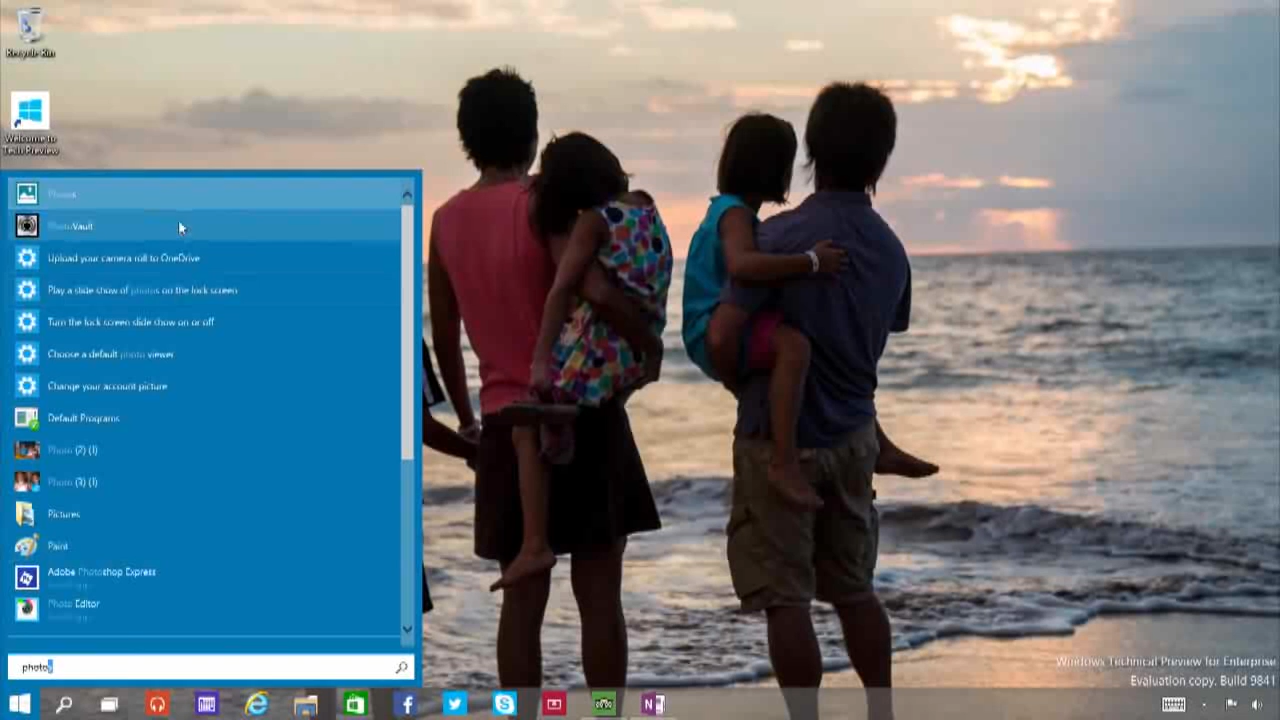 Recycle Bin
Welcome to
Tech Preview
Photos
PhotoVault
Upload your camera roll to OneDrive
Play a slide show of photos on the lock screen
Turn the lock screen slide show on or off
Choose a default photo viewer
Change your account picture
Default Programs
Photo (2) (1)
Photo (3) (1)
Pictures
Paint
Adobe Photoshop Express
Photo Editor
photos
Windows Technical Preview for Enterprise
Evaluation copy. Build 9841